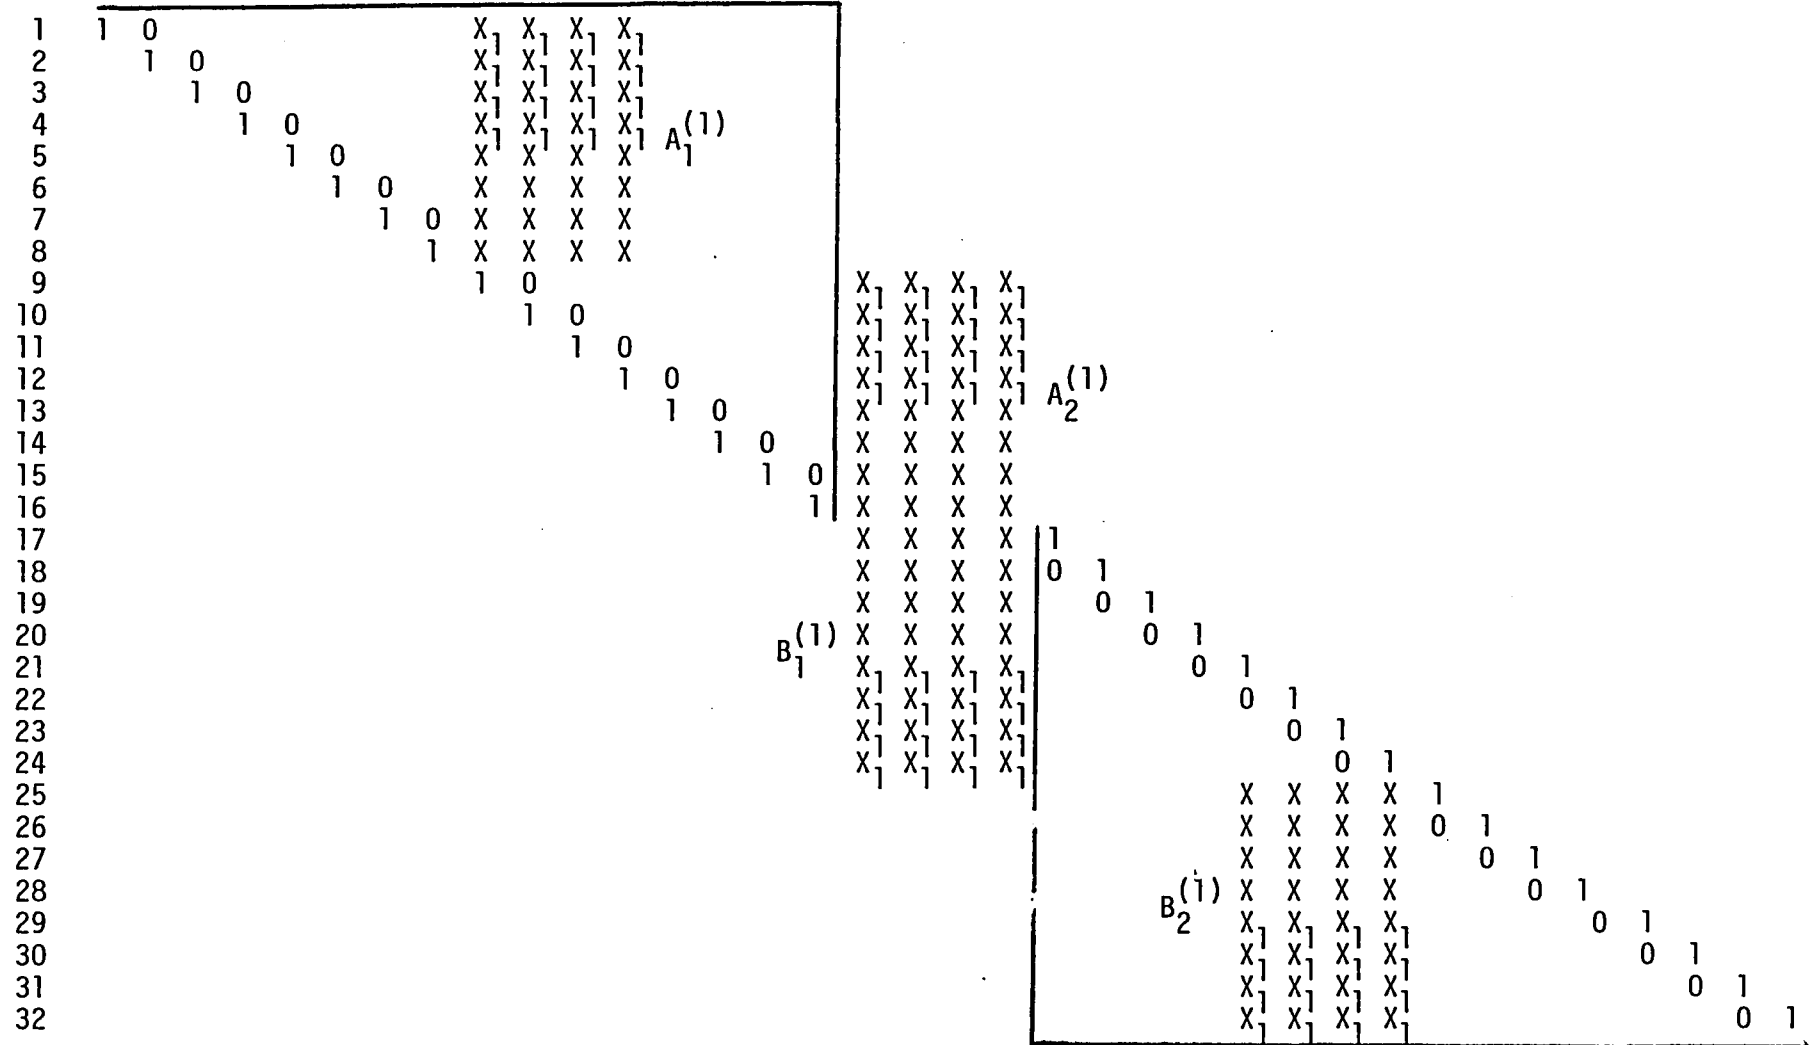 1 1 0 X₁ X₁ X₁ X₁
2 1 0 X₁ X₁ X₁ X₁
3 1 0 X₁ X₁ X₁ X₁
4 1 0 X₁ X₁ X₁ X₁ A₁⁽¹⁾
5 1 0 X X X X
6 1 0 X X X X
7 1 0 X X X X
8 1 X X X X
9 1 0 X₁ X₁ X₁ X₁
10 1 0 X₁ X₁ X₁ X₁
11 1 0 X₁ X₁ X₁ X₁
12 1 0 X₁ X₁ X₁ X₁ A₂⁽¹⁾
13 1 0 X X X X
14 1 0 X X X X
15 1 0 X X X X
16 1 X X X X
17 X X X X 1
18 X X X X 0 1
19 X X X X 0 1
20 B₁⁽¹⁾ X X X X 0 1
21 X₁ X₁ X₁ X₁ 0 1
22 X₁ X₁ X₁ X₁ 0 1
23 X₁ X₁ X₁ X₁ 0 1
24 X₁ X₁ X₁ X₁ 0 1
25 X X X X 1
26 X X X X 0 1
27 X X X X 0 1
28 B₂⁽¹⁾ X X X X 0 1
29 X₁ X₁ X₁ X₁ 0 1
30 X₁ X₁ X₁ X₁ 0 1
31 X₁ X₁ X₁ X₁ 0 1
32 X₁ X₁ X₁ X₁ 0 1